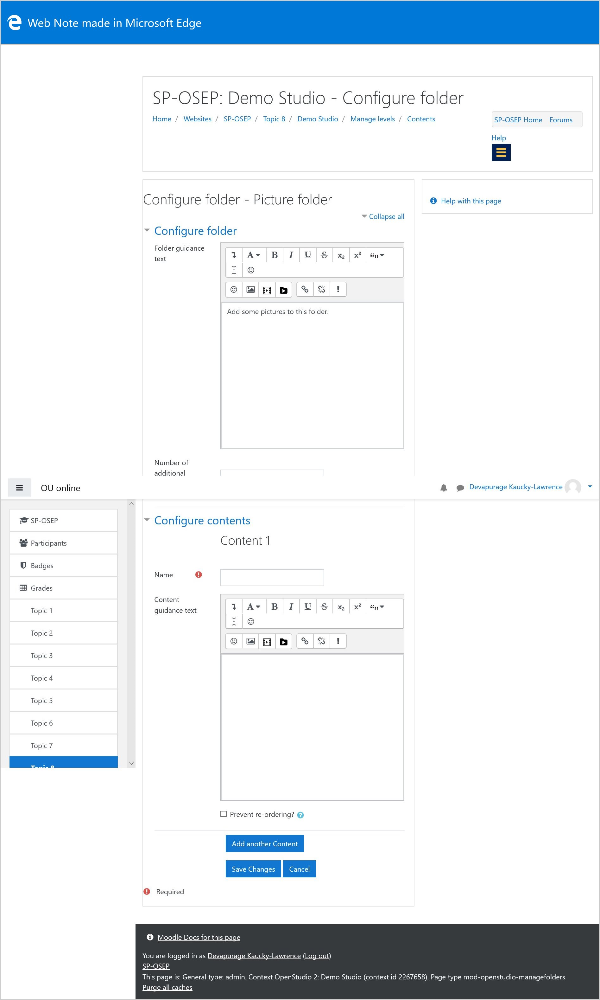 Web Note made in Microsoft Edge
SP-OSEP: Demo Studio - Configure folder
Home / Websites / SP-OSEP / Topic 8 / Demo Studio / Manage levels / Contents
SP-OSEP Home Forums
Help
Configure folder - Picture folder
Help with this page
Collapse all
Configure folder
Folder guidance
text
A B I U S x₂ x² “„
Add some pictures to this folder.
Number of
additional
OU online
Devapurage Kaucky-Lawrence
SP-OSEP
Participants
Badges
Grades
Topic 1
Topic 2
Topic 3
Topic 4
Topic 5
Topic 6
Topic 7
Topic 8
Configure contents
Content 1
Name
Content
guidance text
A B I U S x₂ x² “„
Prevent re-ordering?
Add another Content
Save Changes Cancel
Required
Moodle Docs for this page
You are logged in as Devapurage Kaucky-Lawrence (Log out)
SP-OSEP
This page is: General type: admin. Context OpenStudio 2: Demo Studio (context id 2267658). Page type mod-openstudio-managefolders.
Purge all caches